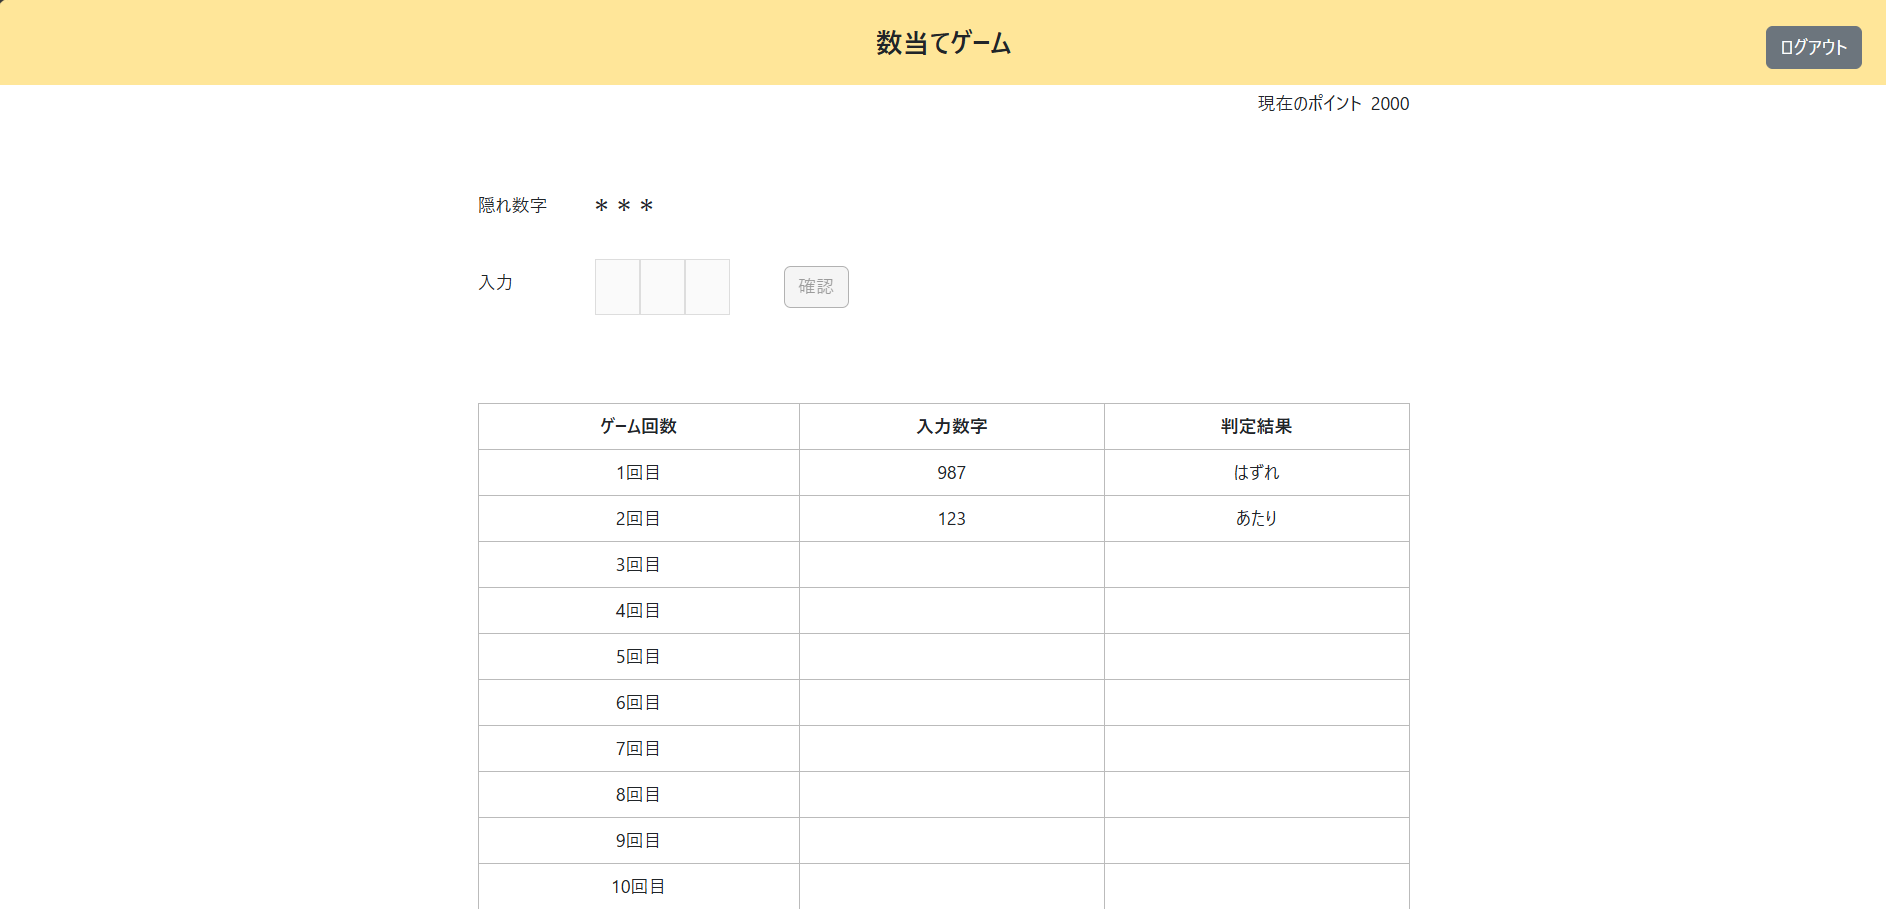 数当てゲーム
ログアウト
現在のポイント 2000
隠れ数字 * * *
入力
確認
ゲーム回数 入力数字 判定結果
1回目 987 はずれ
2回目 123 あたり
3回目
4回目
5回目
6回目
7回目
8回目
9回目
10回目